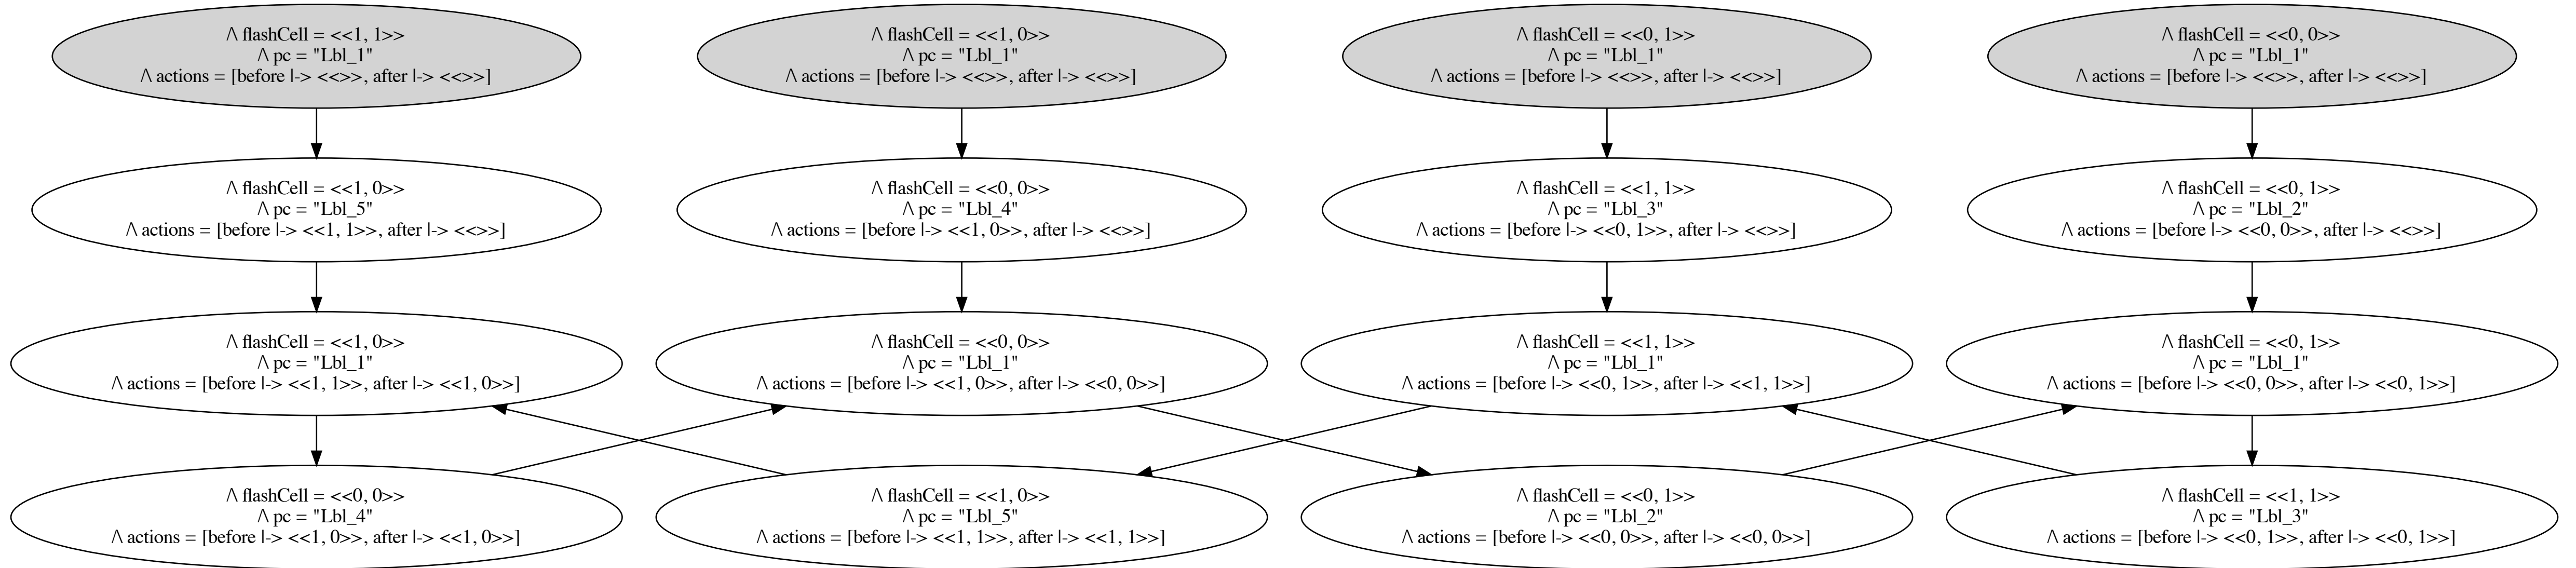 /\ flashCell = <<1, 1>>
/\ pc = "Lbl_1"
/\ actions = [before |-> <<>>, after |-> <<>>]
/\ flashCell = <<1, 0>>
/\ pc = "Lbl_1"
/\ actions = [before |-> <<>>, after |-> <<>>]
/\ flashCell = <<0, 1>>
/\ pc = "Lbl_1"
/\ actions = [before |-> <<>>, after |-> <<>>]
/\ flashCell = <<0, 0>>
/\ pc = "Lbl_1"
/\ actions = [before |-> <<>>, after |-> <<>>]
/\ flashCell = <<1, 0>>
/\ pc = "Lbl_5"
/\ actions = [before |-> <<1, 1>>, after |-> <<>>]
/\ flashCell = <<0, 0>>
/\ pc = "Lbl_4"
/\ actions = [before |-> <<1, 0>>, after |-> <<>>]
/\ flashCell = <<1, 1>>
/\ pc = "Lbl_3"
/\ actions = [before |-> <<0, 1>>, after |-> <<>>]
/\ flashCell = <<0, 1>>
/\ pc = "Lbl_2"
/\ actions = [before |-> <<0, 0>>, after |-> <<>>]
/\ flashCell = <<1, 0>>
/\ pc = "Lbl_1"
/\ actions = [before |-> <<1, 1>>, after |-> <<1, 0>>]
/\ flashCell = <<0, 0>>
/\ pc = "Lbl_1"
/\ actions = [before |-> <<1, 0>>, after |-> <<0, 0>>]
/\ flashCell = <<1, 1>>
/\ pc = "Lbl_1"
/\ actions = [before |-> <<0, 1>>, after |-> <<1, 1>>]
/\ flashCell = <<0, 1>>
/\ pc = "Lbl_1"
/\ actions = [before |-> <<0, 0>>, after |-> <<0, 1>>]
/\ flashCell = <<0, 0>>
/\ pc = "Lbl_4"
/\ actions = [before |-> <<1, 0>>, after |-> <<1, 0>>]
/\ flashCell = <<1, 0>>
/\ pc = "Lbl_5"
/\ actions = [before |-> <<1, 1>>, after |-> <<1, 1>>]
/\ flashCell = <<0, 1>>
/\ pc = "Lbl_2"
/\ actions = [before |-> <<0, 0>>, after |-> <<0, 0>>]
/\ flashCell = <<1, 1>>
/\ pc = "Lbl_3"
/\ actions = [before |-> <<0, 1>>, after |-> <<0, 1>>]